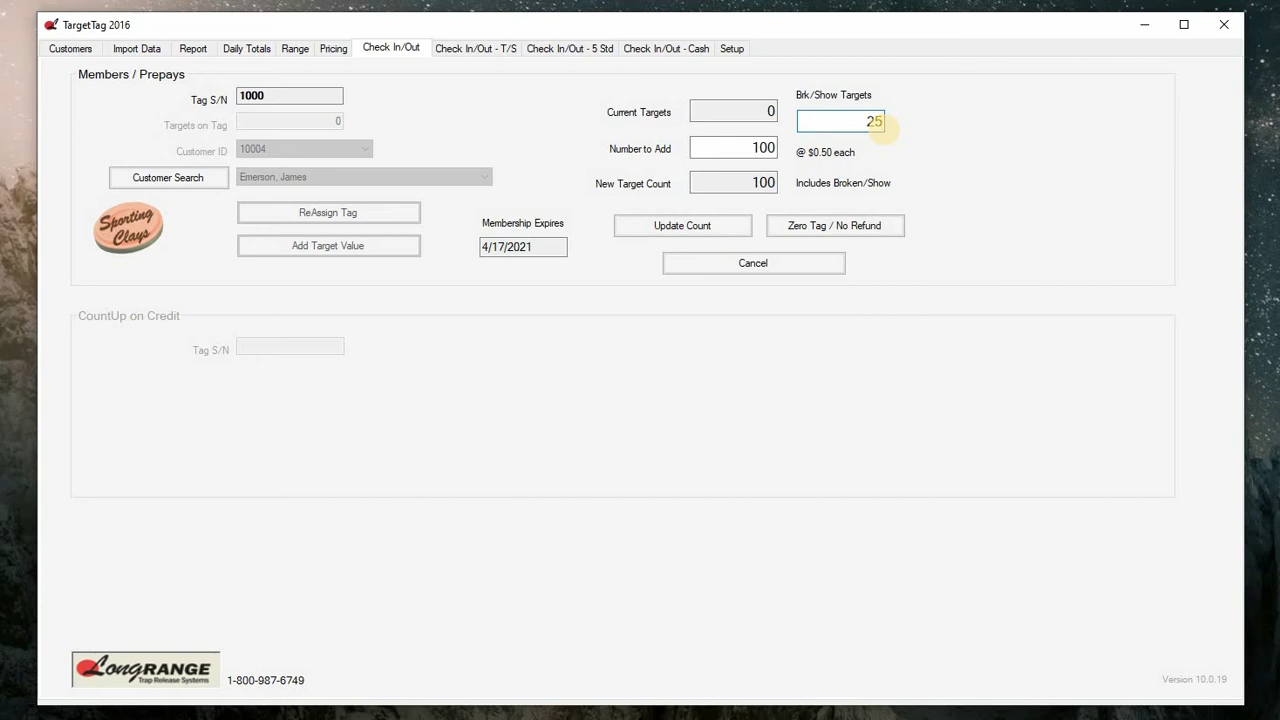 TargetTag 2016
Customers Import Data Report Daily Totals Range Pricing Check In/Out Check In/Out - T/S Check In/Out - 5 Std Check In/Out - Cash Setup
Members / Prepays
Tag S/N 1000
Targets on Tag 0
Customer ID 10004
Customer Search Emerson, James
Sporting
Clays
ReAssign Tag
Add Target Value
Membership Expires
4/17/2021
Current Targets 0
Number to Add 100
New Target Count 100
Brk/Show Targets
25
@ $0.50 each
Includes Broken/Show
Update Count Zero Tag / No Refund
Cancel
CountUp on Credit
Tag S/N
LongRANGE
Trap Release Systems
1-800-987-6749
Version 10.0.19